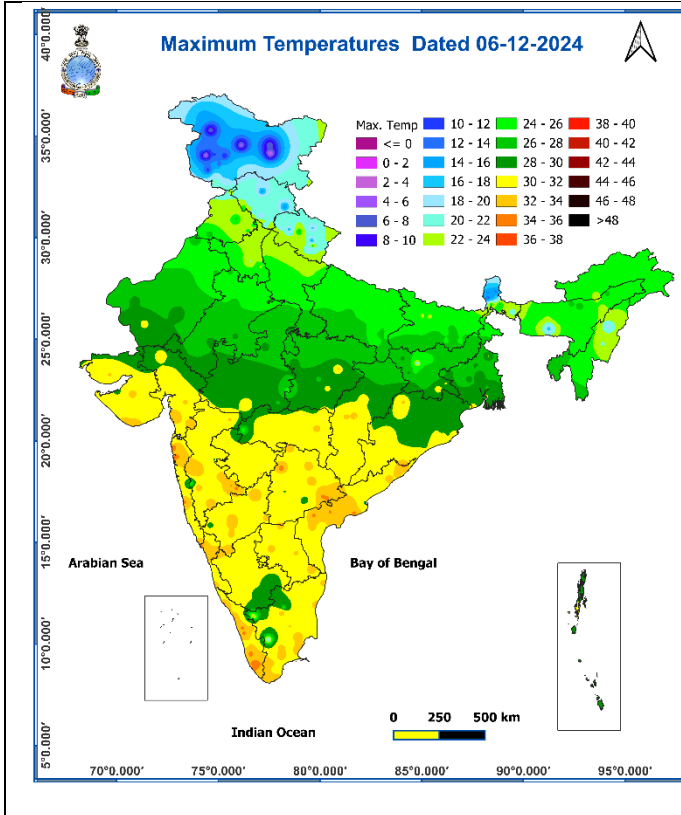 Maximum Temperatures Dated 06-12-2024
Max. Temp
<= 0
0 - 2
2 - 4
4 - 6
6 - 8
8 - 10
10 - 12
12 - 14
14 - 16
16 - 18
18 - 20
20 - 22
22 - 24
24 - 26
26 - 28
28 - 30
30 - 32
32 - 34
34 - 36
36 - 38
38 - 40
40 - 42
42 - 44
44 - 46
46 - 48
>48
40°0.000'
35°0.000'
30°0.000'
25°0.000'
20°0.000'
15°0.000'
10°0.000'
5°0.000'
Arabian Sea
Bay of Bengal
Indian Ocean
0 250 500 km
70°0.000' 75°0.000' 80°0.000' 85°0.000' 90°0.000' 95°0.000'